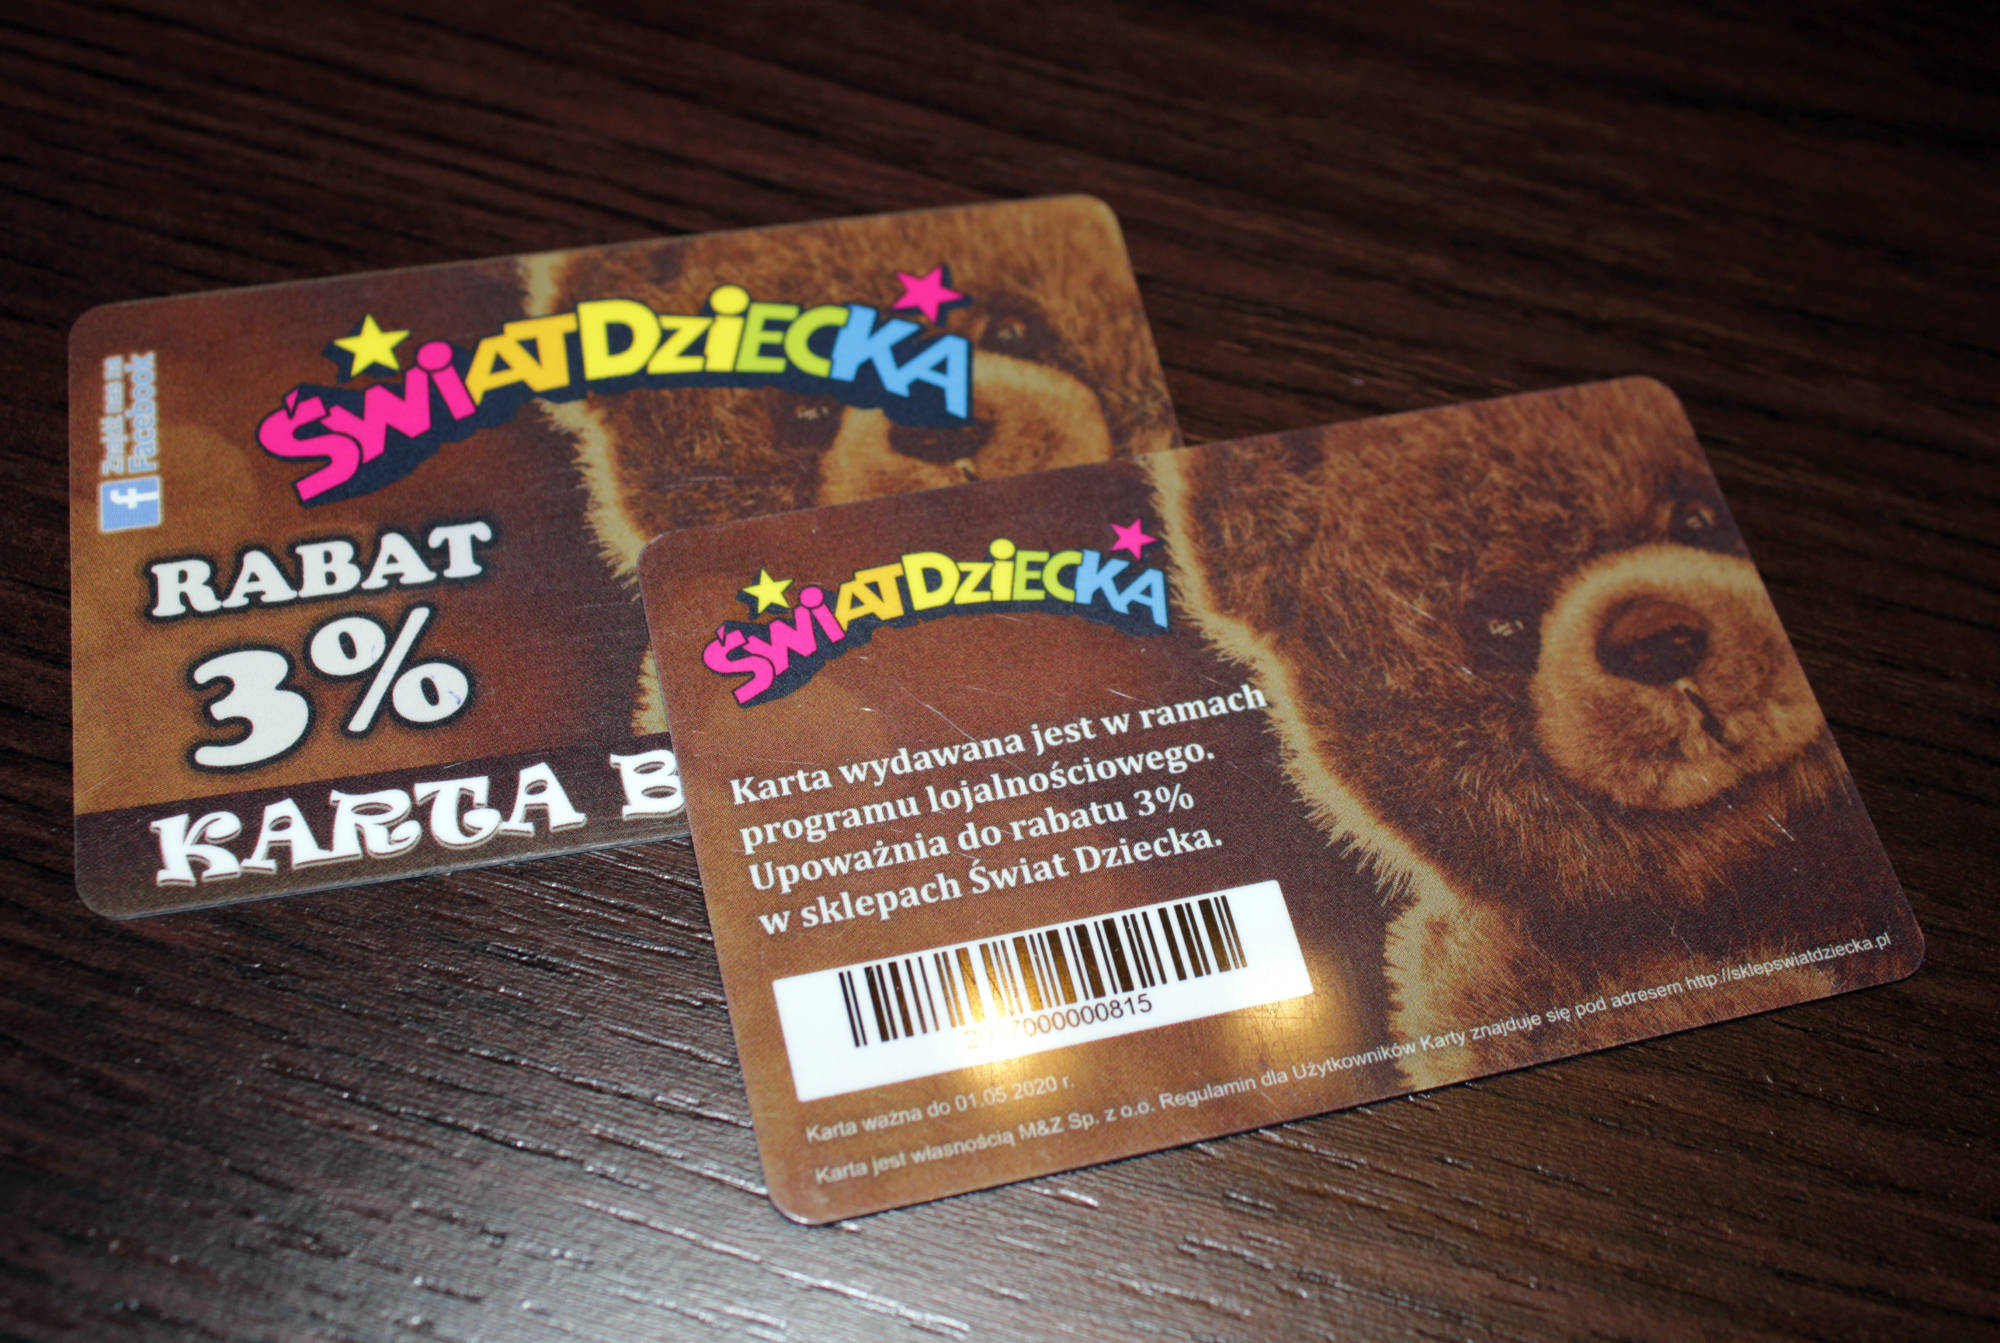 Znajdź nas na
Facebook
ŚWiATDZiECKA
RABAT
3%
KARTA B
ŚWiATDZiECKA
Karta wydawana jest w ramach
programu lojalnościowego.
Upoważnia do rabatu 3%
w sklepach Świat Dziecka.
000000815
Karta ważna do 01.05.2020 r.
Karta jest własnością M&Z Sp. z o.o. Regulamin dla Użytkowników Karty znajduje się pod adresem http://sklepswiatdziecka.pl